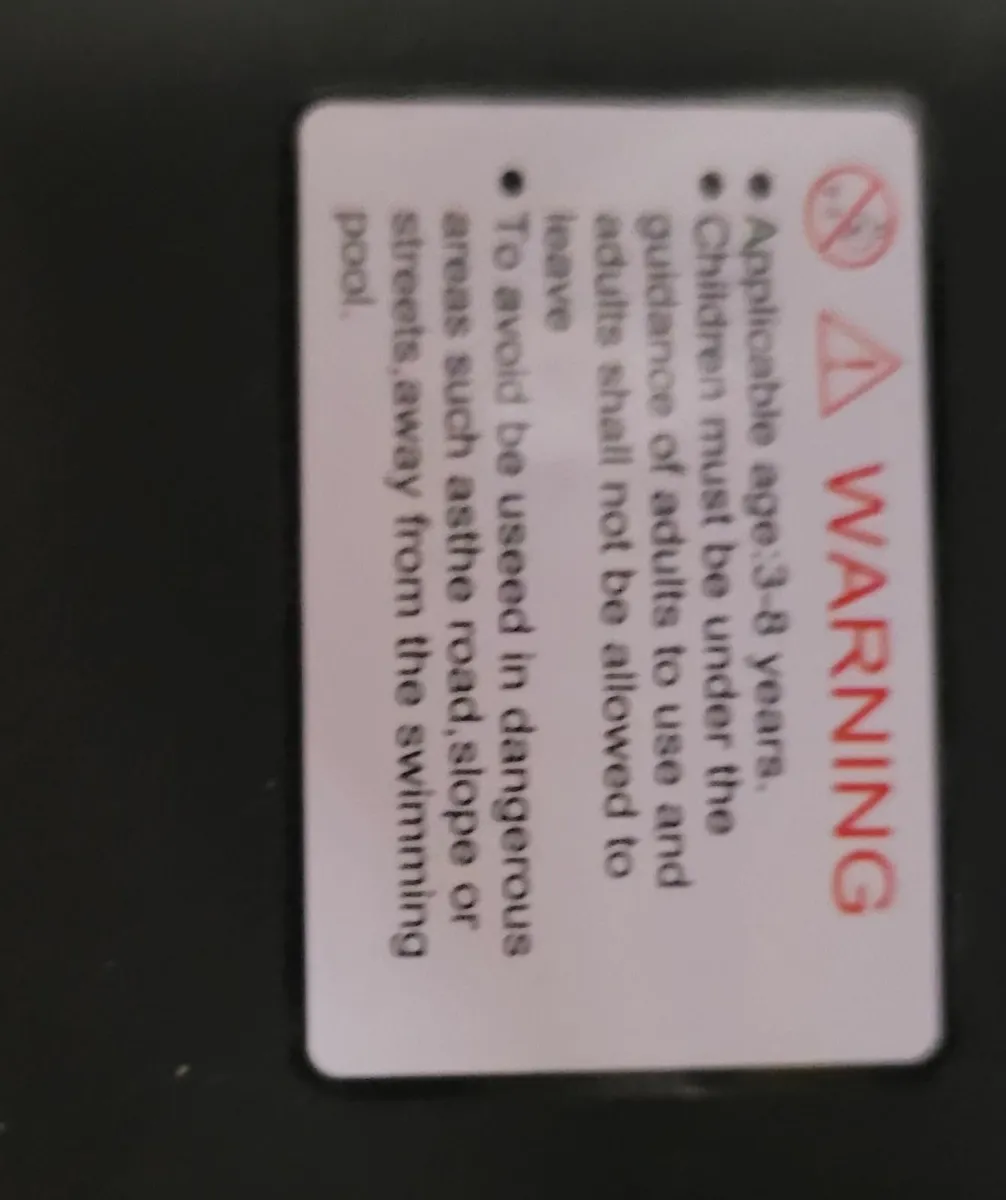 WARNING
● Applicable age:3-8 years.
● Children must be under the
guidance of adults to use and
adults shall not be allowed to
leave
● To avoid be useed in dangerous
areas such asthe road,slope or
streets,away from the swimming
pool.